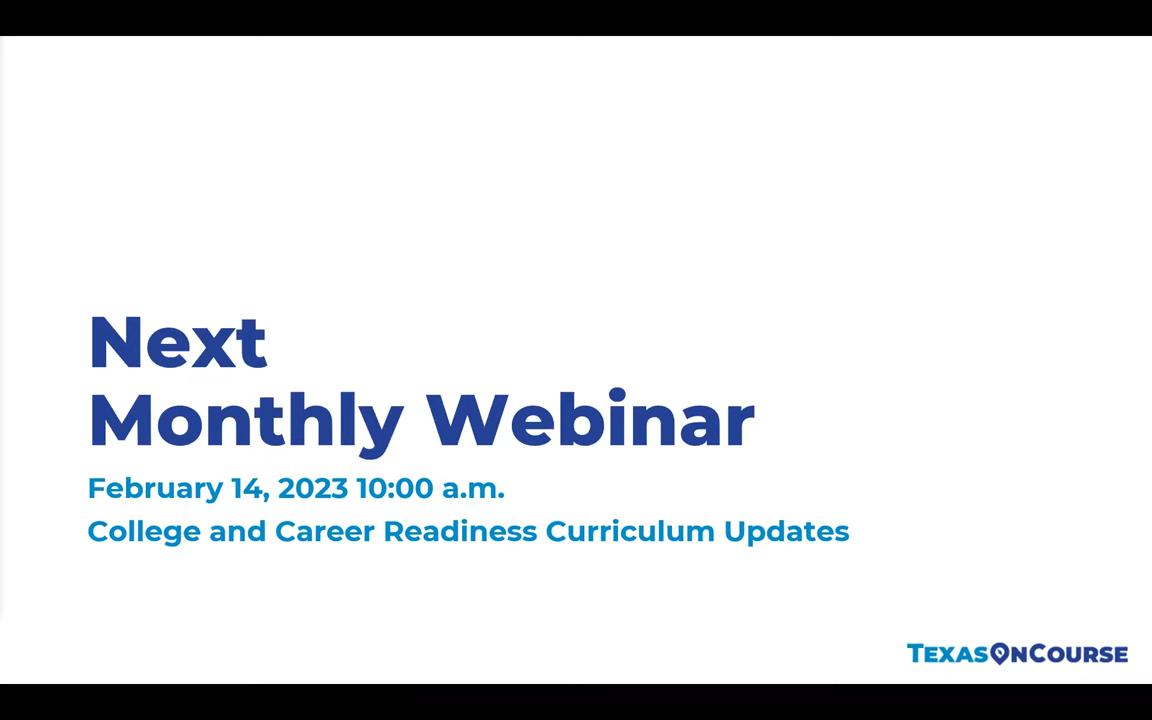 Next
Monthly Webinar
February 14, 2023 10:00 a.m.
College and Career Readiness Curriculum Updates
TEXASONCOURSE